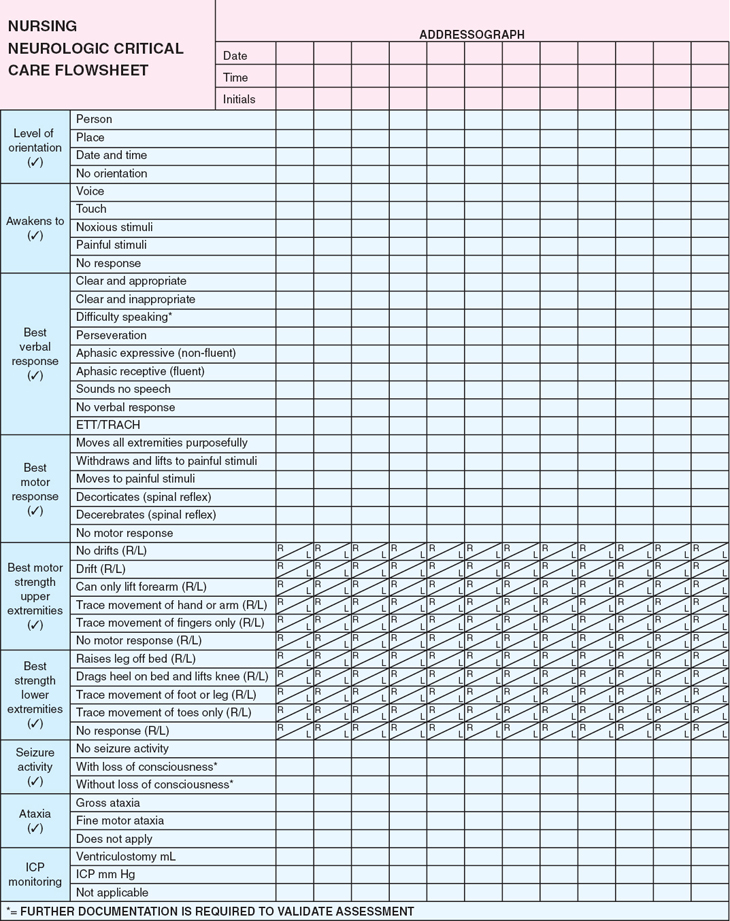 NURSING
NEUROLOGIC CRITICAL
CARE FLOWSHEET
ADDRESSOGRAPH
Date
Time
Initials
Level of
orientation
(✓)
Person
Place
Date and time
No orientation
Awakens to
(✓)
Voice
Touch
Noxious stimuli
Painful stimuli
No response
Best
verbal
response
(✓)
Clear and appropriate
Clear and inappropriate
Difficulty speaking*
Perseveration
Aphasic expressive (non-fluent)
Aphasic receptive (fluent)
Sounds no speech
No verbal response
ETT/TRACH
Best
motor
response
(✓)
Moves all extremities purposefully
Withdraws and lifts to painful stimuli
Moves to painful stimuli
Decorticates (spinal reflex)
Decerebrates (spinal reflex)
No motor response
Best motor
strength
upper
extremities
(✓)
No drifts (R/L) R L R L R L R L R L R L R L R L R L R L R L R L
Drift (R/L) R L R L R L R L R L R L R L R L R L R L R L R L
Can only lift forearm (R/L) R L R L R L R L R L R L R L R L R L R L R L R L
Trace movement of hand or arm (R/L) R L R L R L R L R L R L R L R L R L R L R L R L
Trace movement of fingers only (R/L) R L R L R L R L R L R L R L R L R L R L R L R L
No motor response (R/L) R L R L R L R L R L R L R L R L R L R L R L R L
Best
strength
lower
extremities
(✓)
Raises leg off bed (R/L) R L R L R L R L R L R L R L R L R L R L R L R L
Drags heel on bed and lifts knee (R/L) R L R L R L R L R L R L R L R L R L R L R L R L
Trace movement of foot or leg (R/L) R L R L R L R L R L R L R L R L R L R L R L R L
Trace movement of toes only (R/L) R L R L R L R L R L R L R L R L R L R L R L R L
No response (R/L) R L R L R L R L R L R L R L R L R L R L R L R L
Seizure
activity
(✓)
No seizure activity
With loss of consciousness*
Without loss of consciousness*
Ataxia
(✓)
Gross ataxia
Fine motor ataxia
Does not apply
ICP
monitoring
Ventriculostomy mL
ICP mm Hg
Not applicable
*= FURTHER DOCUMENTATION IS REQUIRED TO VALIDATE ASSESSMENT